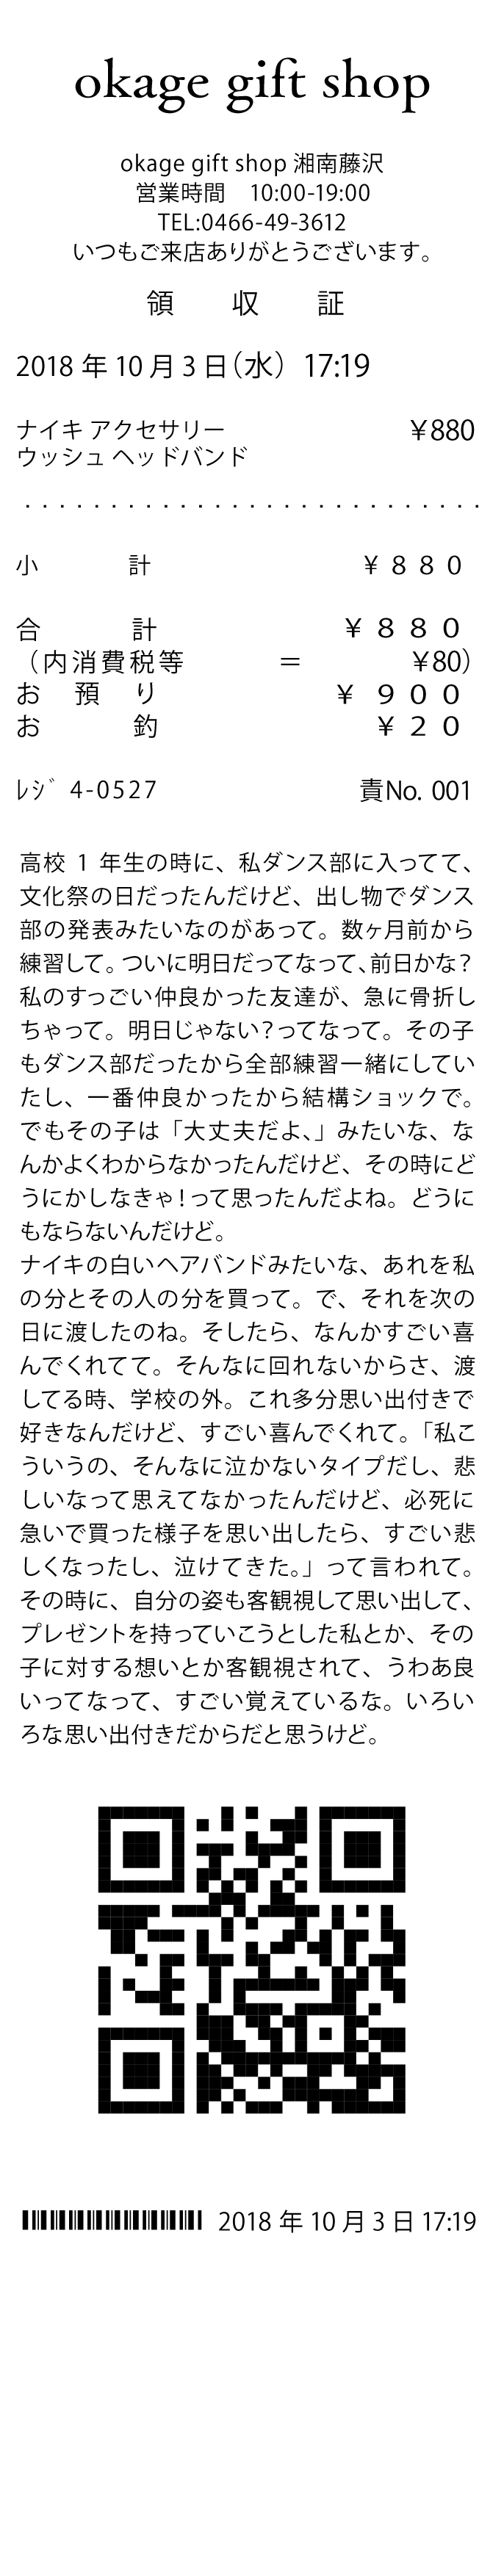 okage gift shop
okage gift shop 湘南藤沢
営業時間　10:00-19:00
TEL:0466-49-3612
いつもご来店ありがとうございます。
領　収　証
2018 年 10 月 3 日（水） 17:19
ナイキ アクセサリー　￥880
ウッシュ ヘッドバンド
・・・・・・・・・・・・・・・・・・・・・・・・・・・
小　　　計　￥８８０
合　　　計　￥８８０
（内消費税等　＝　￥80）
お　預　り　￥ ９００
お　　　釣　￥２０
ﾚｼﾞ 4-0527　責No. 001
高校 1 年生の時に、私ダンス部に入ってて、
文化祭の日だったんだけど、出し物でダンス
部の発表みたいなのがあって。数ヶ月前から
練習して。ついに明日だってなって、前日かな？
私のすっごい仲良かった友達が、急に骨折し
ちゃって。明日じゃない？ってなって。その子
もダンス部だったから全部練習一緒にしてい
たし、一番仲良かったから結構ショックで。
でもその子は「大丈夫だよ、」みたいな、な
んかよくわからなかったんだけど、その時にど
うにかしなきゃ！って思ったんだよね。どうに
もならないんだけど。
ナイキの白いヘアバンドみたいな、あれを私
の分とその人の分を買って。で、それを次の
日に渡したのね。そしたら、なんかすごい喜
んでくれてて。そんなに回れないからさ、渡
してる時、学校の外。これ多分思い出付きで
好きなんだけど、すごい喜んでくれて。「私こ
ういうの、そんなに泣かないタイプだし、悲
しいなって思えてなかったんだけど、必死に
急いで買った様子を思い出したら、すごい悲
しくなったし、泣けてきた。」って言われて。
その時に、自分の姿も客観視して思い出して、
プレゼントを持っていこうとした私とか、その
子に対する想いとか客観視されて、うわあ良
いってなって、すごい覚えているな。いろい
ろな思い出付きだからだと思うけど。
2018 年 10 月 3 日 17:19